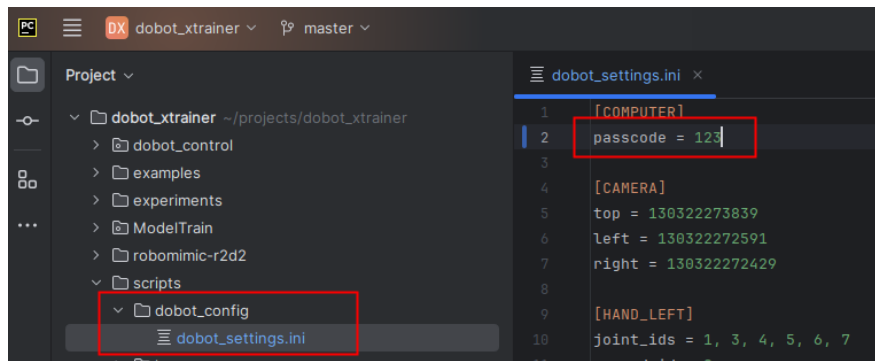 PC
DX dobot_xtrainer
master
Project
dobot_xtrainer ~/projects/dobot_xtrainer
dobot_control
examples
experiments
ModelTrain
robomimic-r2d2
scripts
dobot_config
dobot_settings.ini
dobot_settings.ini ×
1 [COMPUTER]
2 passcode = 123
3
4 [CAMERA]
5 top = 130322273839
6 left = 130322272591
7 right = 130322272429
8
9 [HAND_LEFT]
10 joint_ids = 1, 3, 4, 5, 6, 7